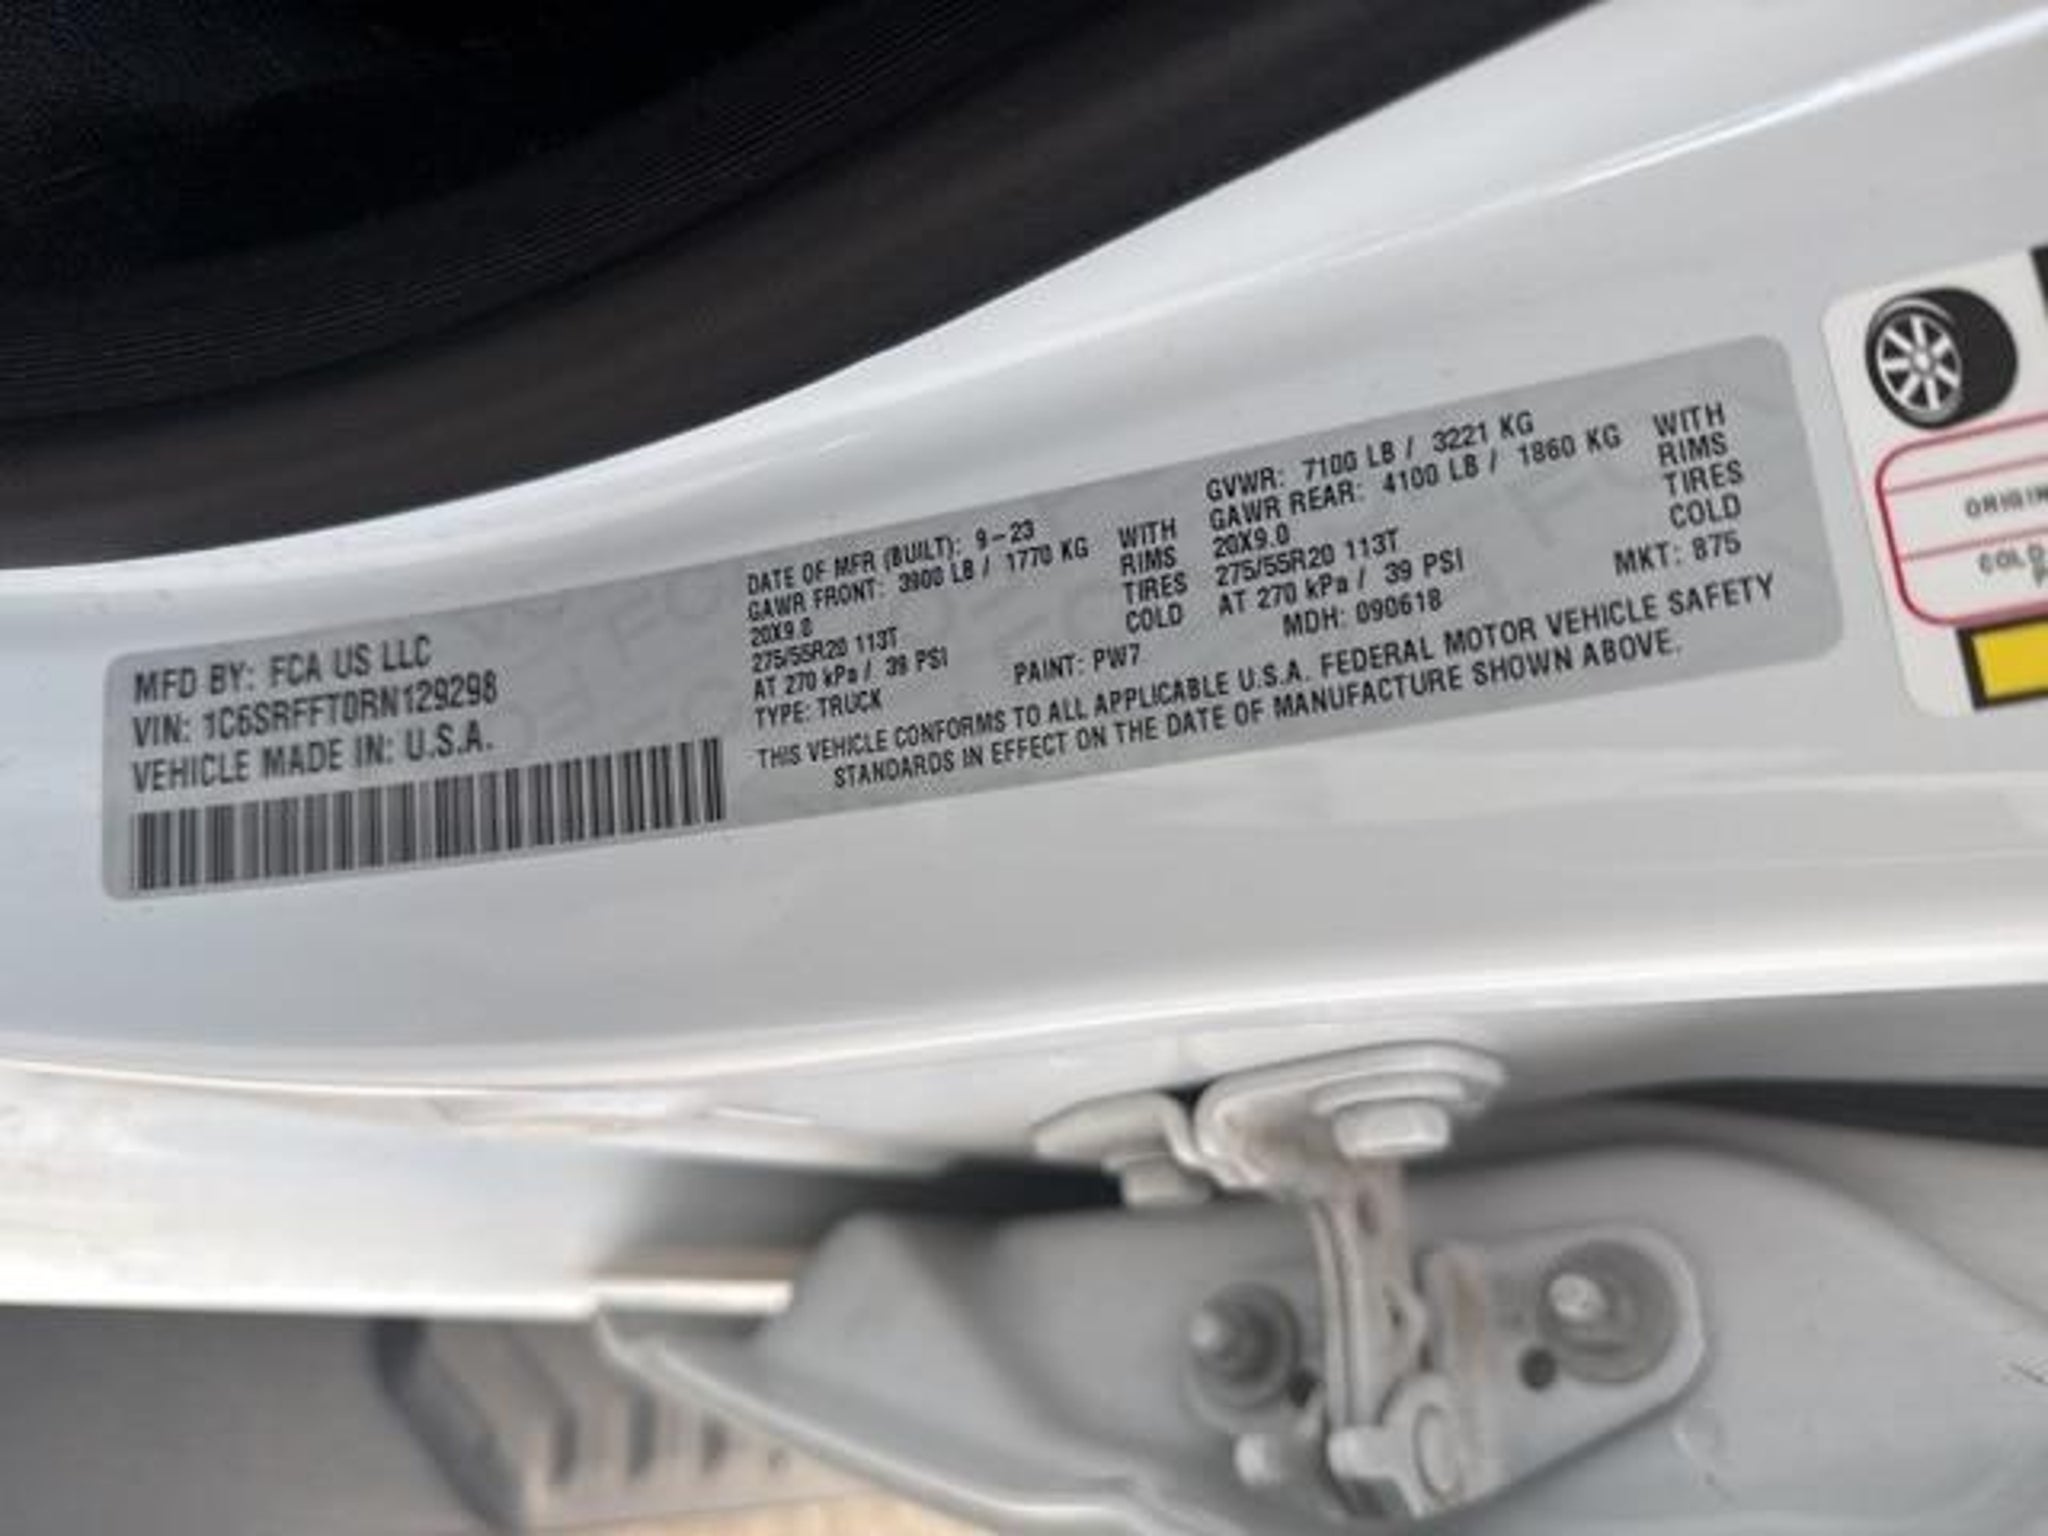 MFD BY: FCA US LLC
VIN: 1C6SRFFT0RN129298
VEHICLE MADE IN: U.S.A.
DATE OF MFR (BUILT): 9-23 GVWR: 7100 LB / 3221 KG
GAWR FRONT: 3900 LB / 1770 KG WITH GAWR REAR: 4100 LB / 1860 KG WITH
20X9.0 RIMS 20X9.0 RIMS
275/55R20 113T TIRES 275/55R20 113T TIRES
AT 270 kPa / 39 PSI COLD AT 270 kPa / 39 PSI COLD
TYPE: TRUCK PAINT: PW7 MDH: 090618 MKT: 875
THIS VEHICLE CONFORMS TO ALL APPLICABLE U.S.A. FEDERAL MOTOR VEHICLE SAFETY
STANDARDS IN EFFECT ON THE DATE OF MANUFACTURE SHOWN ABOVE.
ORIGIN
COLD